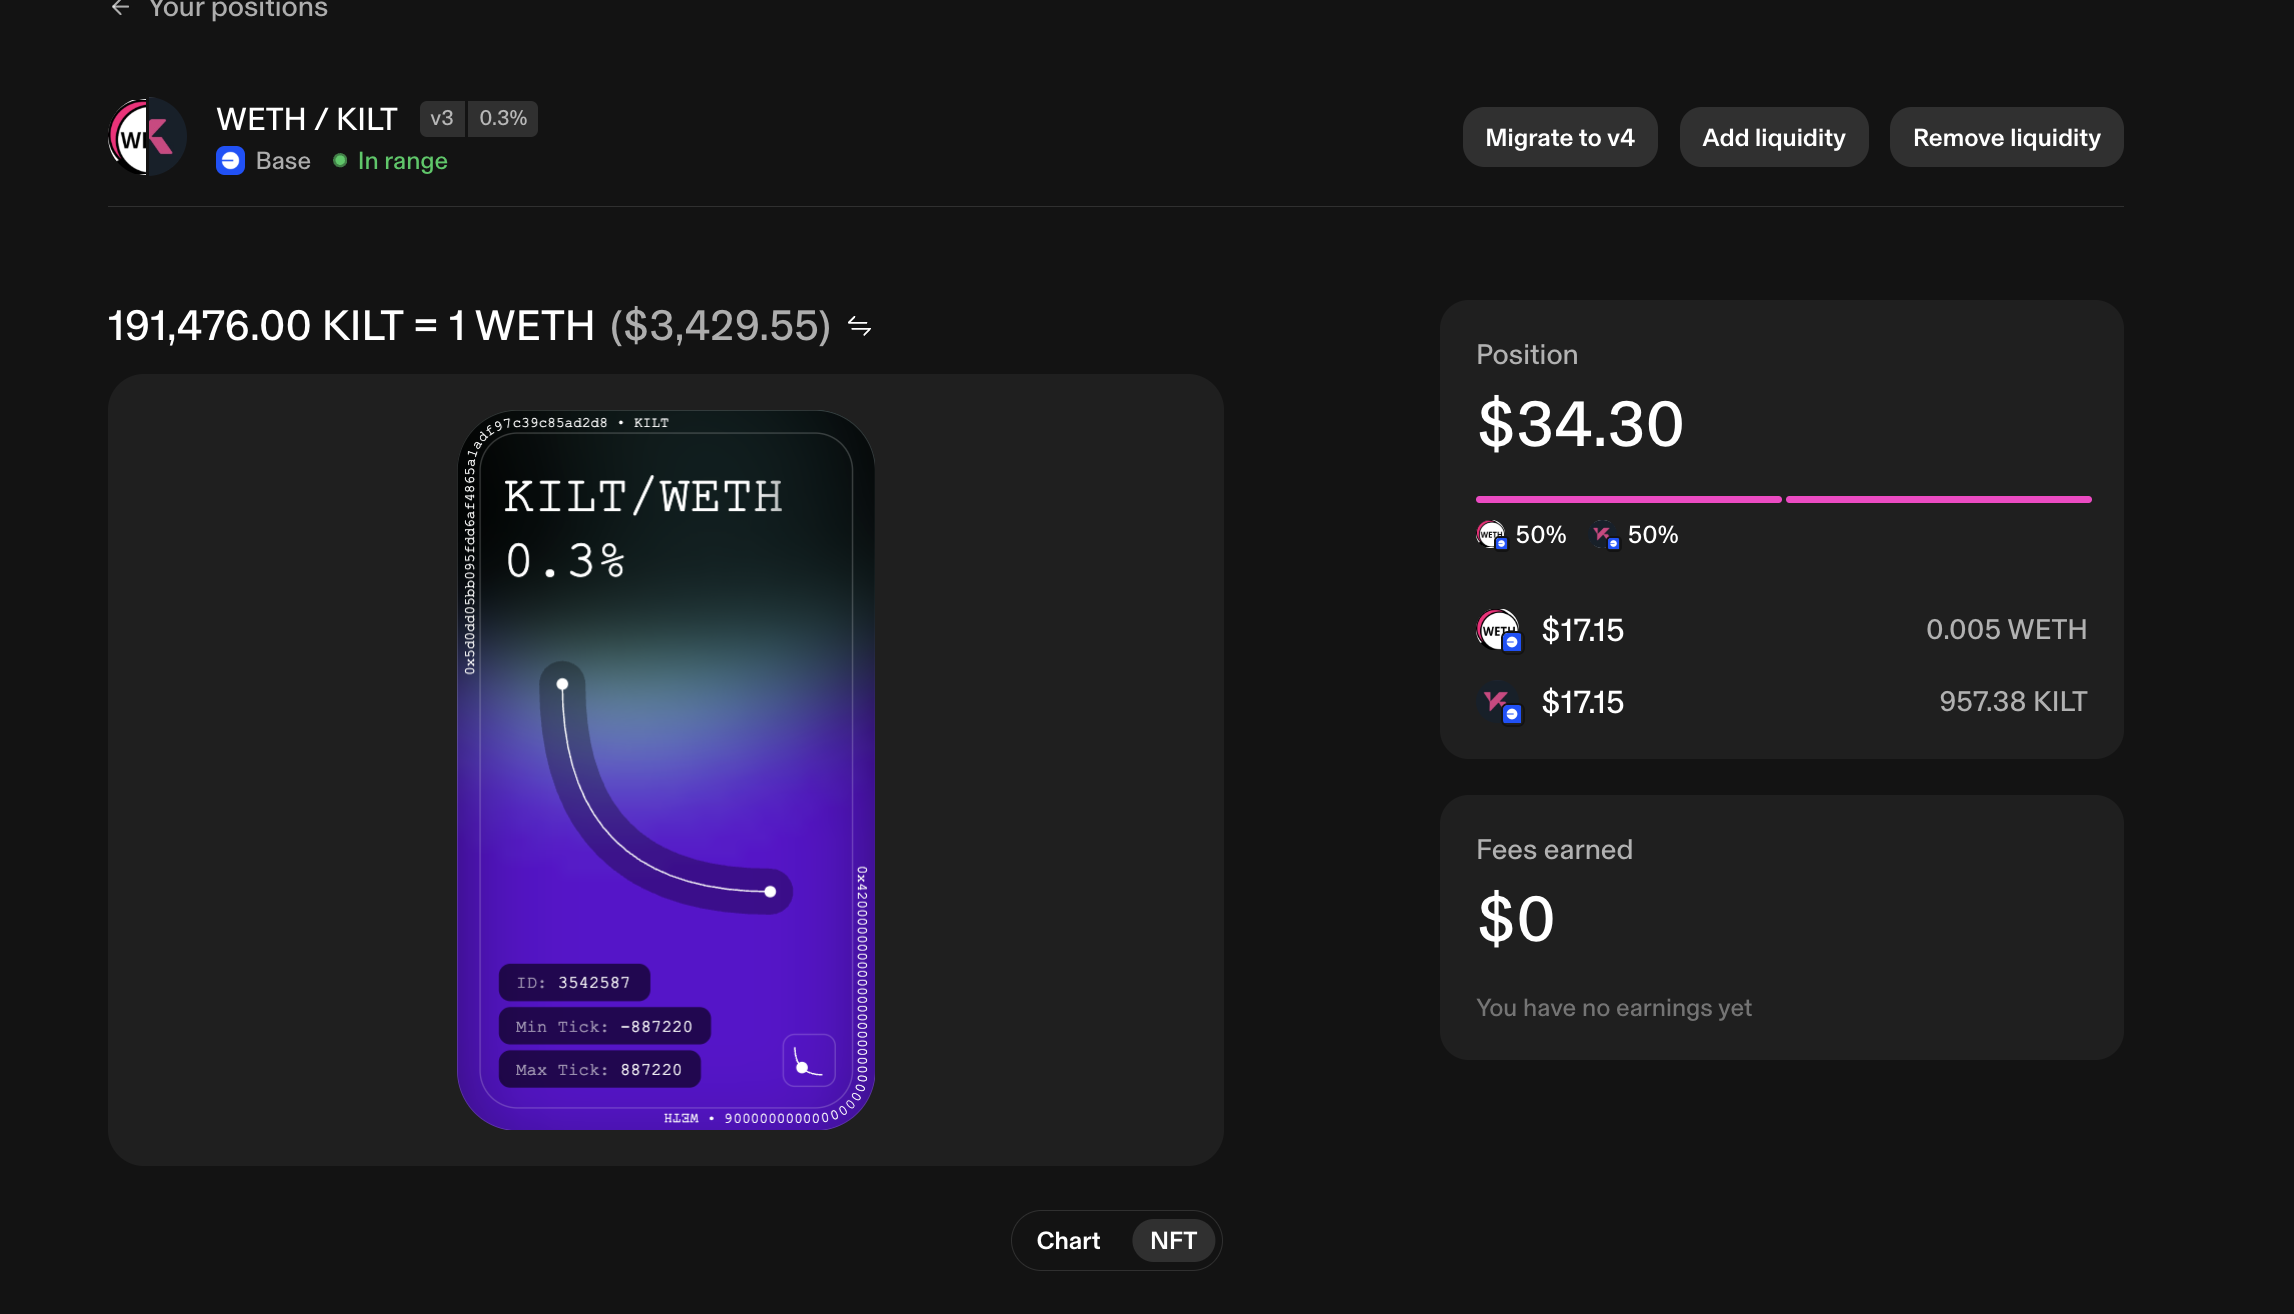 ← Your positions
WETH / KILT v3 0.3%
Base In range
Migrate to v4
Add liquidity
Remove liquidity
191,476.00 KILT = 1 WETH ($3,429.55)
0x5d0dd05bb095fdd6af4865a1adf97c39c85ad2d8 • KILT
KILT/WETH
0.3%
ID: 3542587
Min Tick: -887220
Max Tick: 887220
0x4200000000000000000000000000000000000006 • WETH
Chart
NFT
Position
$34.30
50% 50%
WETH $17.15 0.005 WETH
$17.15 957.38 KILT
Fees earned
$0
You have no earnings yet